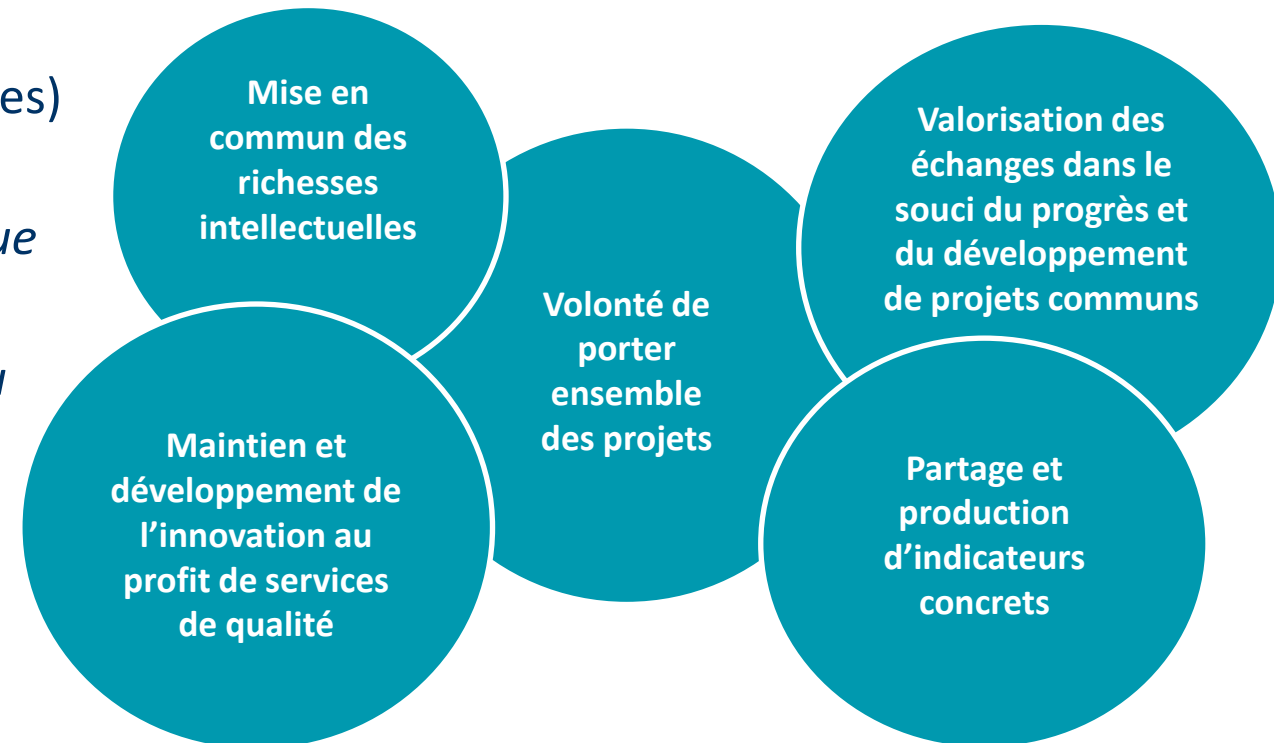 es)
ue
Mise en
commun des
richesses
intellectuelles
Valorisation des
échanges dans le
souci du progrès et
du développement
de projets communs
Volonté de
porter
ensemble
des projets
Maintien et
développement de
l’innovation au
profit de services
de qualité
Partage et
production
d’indicateurs
concrets